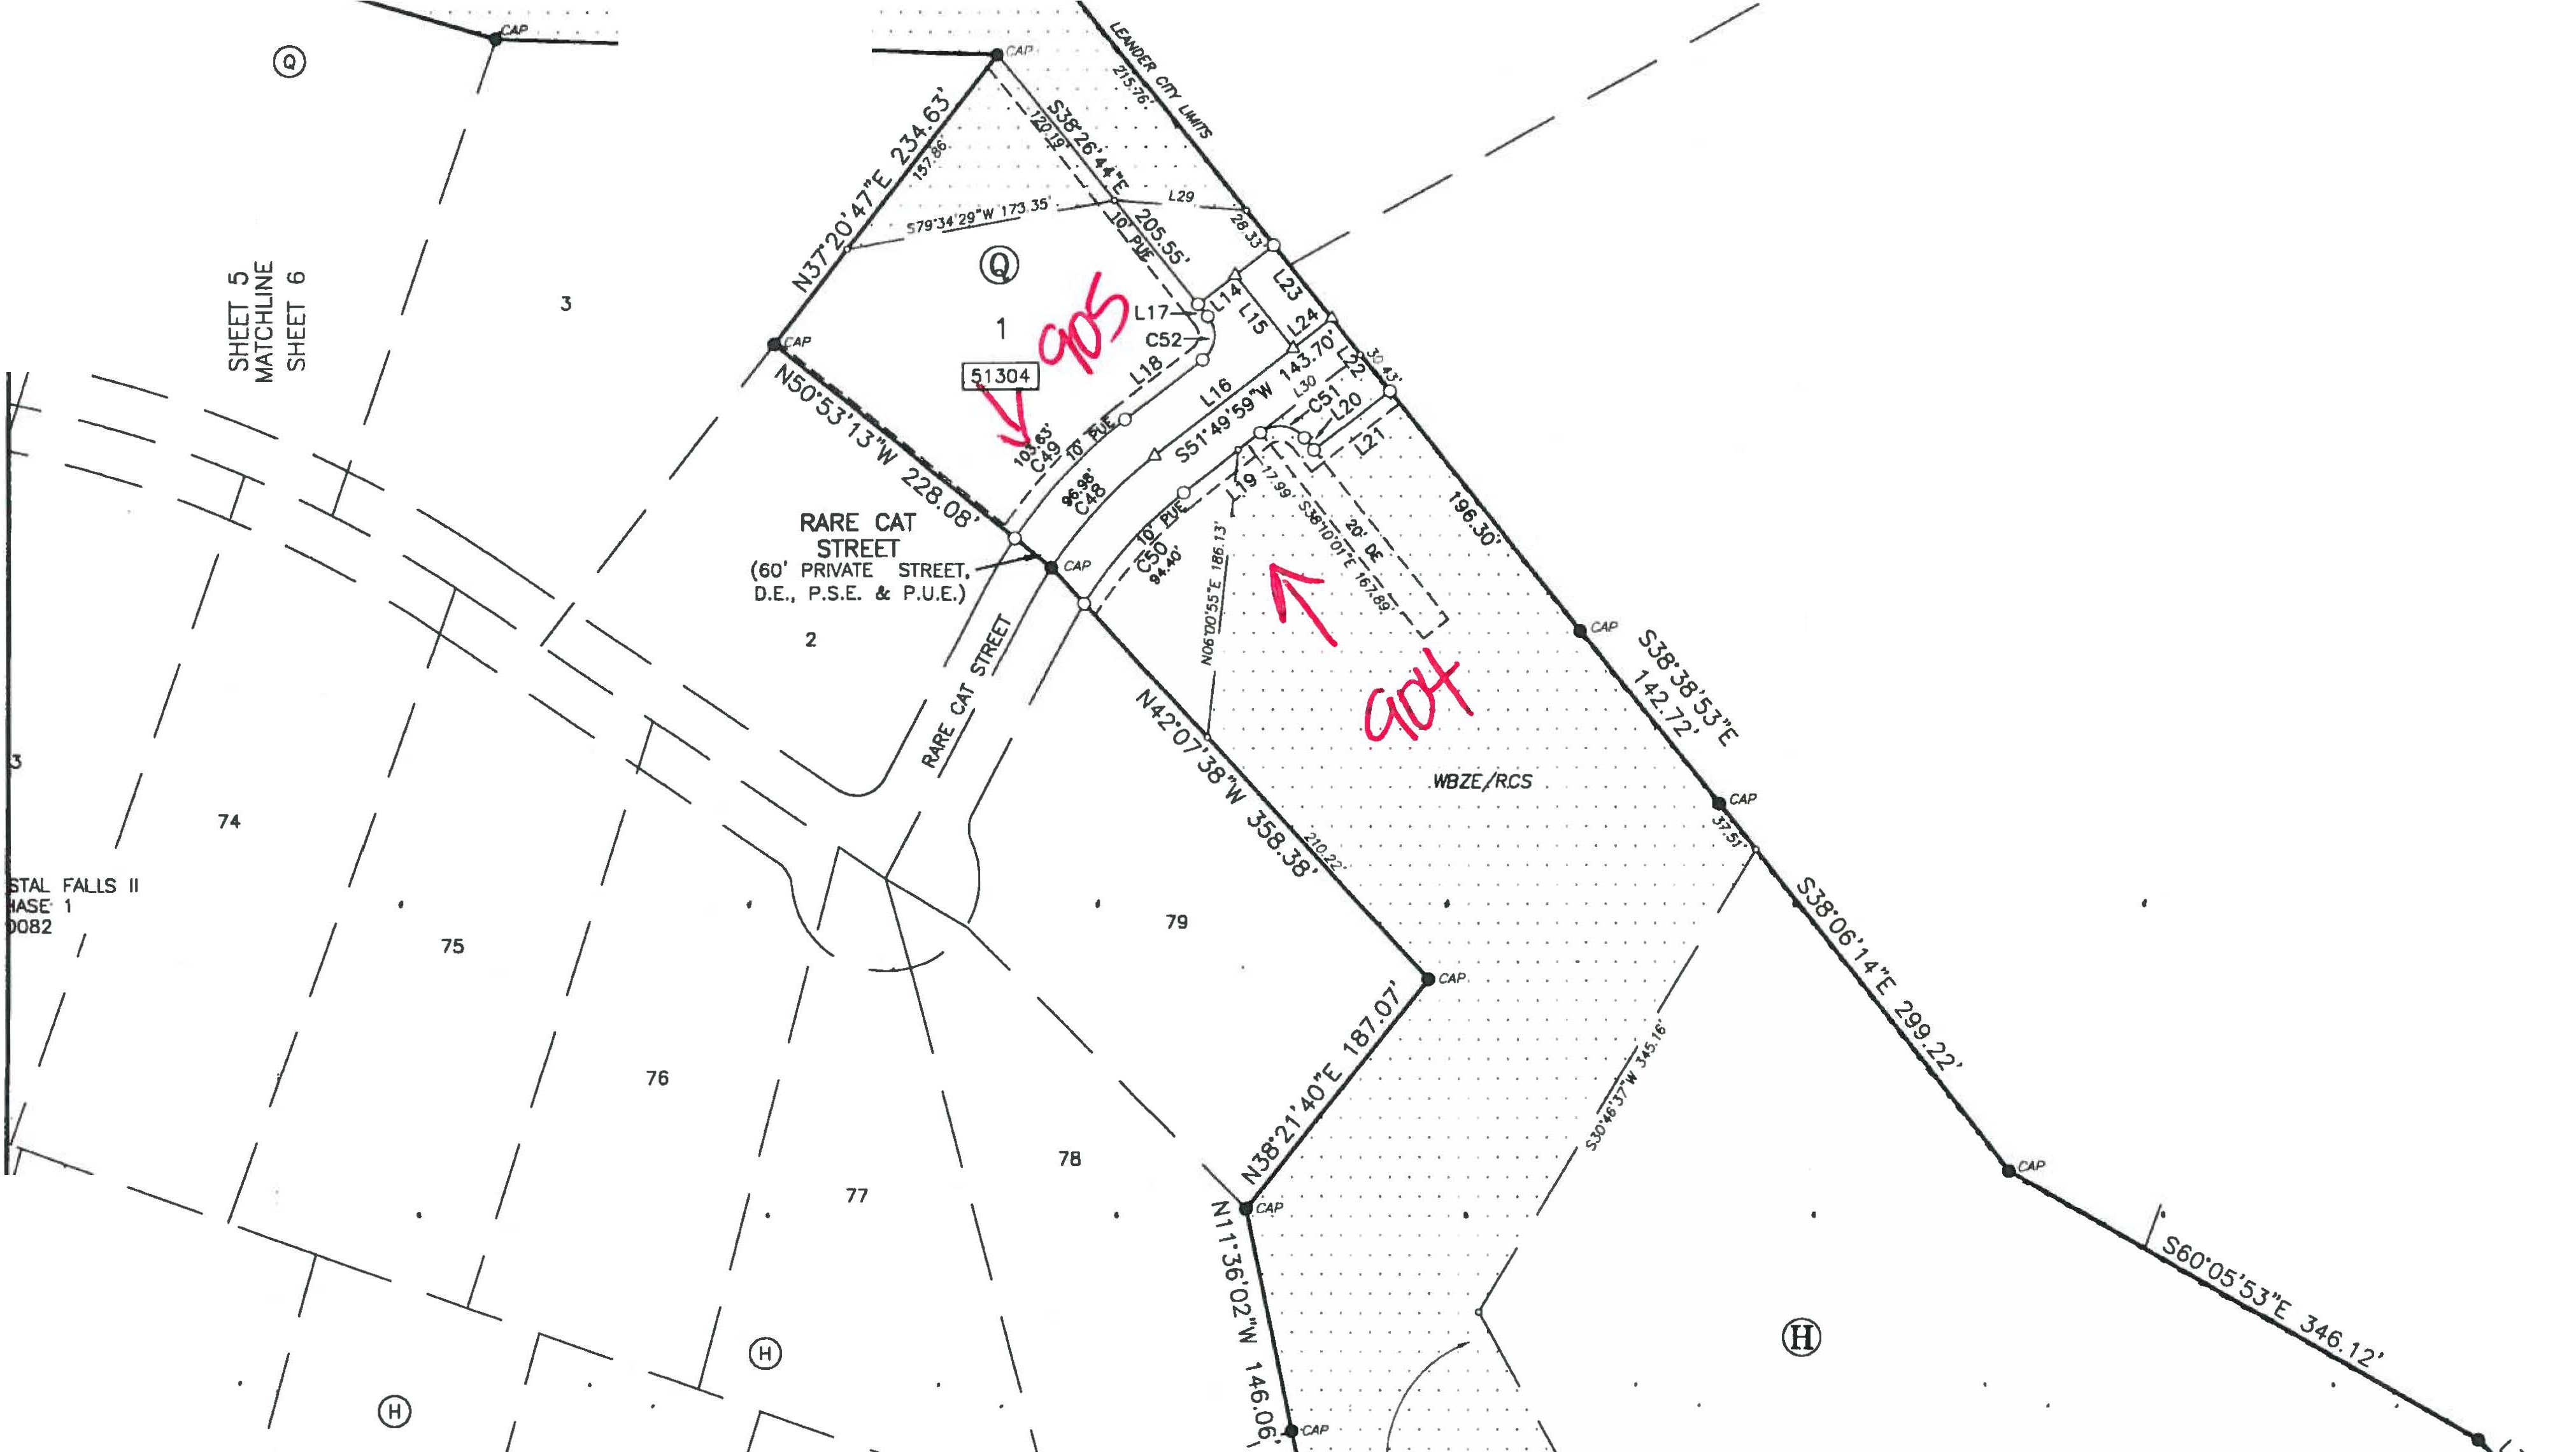 CAP
Q
LEANDER CITY LIMITS
215.76'
CAP
N37°20'47"E 234.63'
157.86'
S38°26'44"E 205.55'
120.19'
S79°34'29"W 173.35'
L29
28.33'
10' PUE
Q
1
51304
905
SHEET 5
MATCHLINE
SHEET 6
3
CAP
L17
L14
L15
L23
L24
C52
L18
L16
143.70'
S51°49'59"W
L22
30.43'
L30
C51
L20
L21
N50°53'13"W 228.08'
103.63'
C49
10' PUE
96.98'
C48
L19
17.99'
S38°10'01"E 167.89'
20' DE
196.30'
10' PUE
C50
94.40'
RARE CAT
STREET
(60' PRIVATE STREET,
D.E., P.S.E. & P.U.E.)
CAP
2
RARE CAT STREET
N06°00'55"E 186.13'
904
CAP
S38°38'53"E
142.72'
N42°07'38"W 358.38'
210.22'
WBZE/RCS
CAP
37.51'
3
74
STAL FALLS II
HASE 1
0082
75
79
S38°06'14"E 299.22'
CAP
N38°21'40"E 187.07'
S30°46'37"W 345.16'
76
78
77
CAP
CAP
N11°36'02"W 146.06'
S60°05'53"E 346.12'
H
H
H
CAP